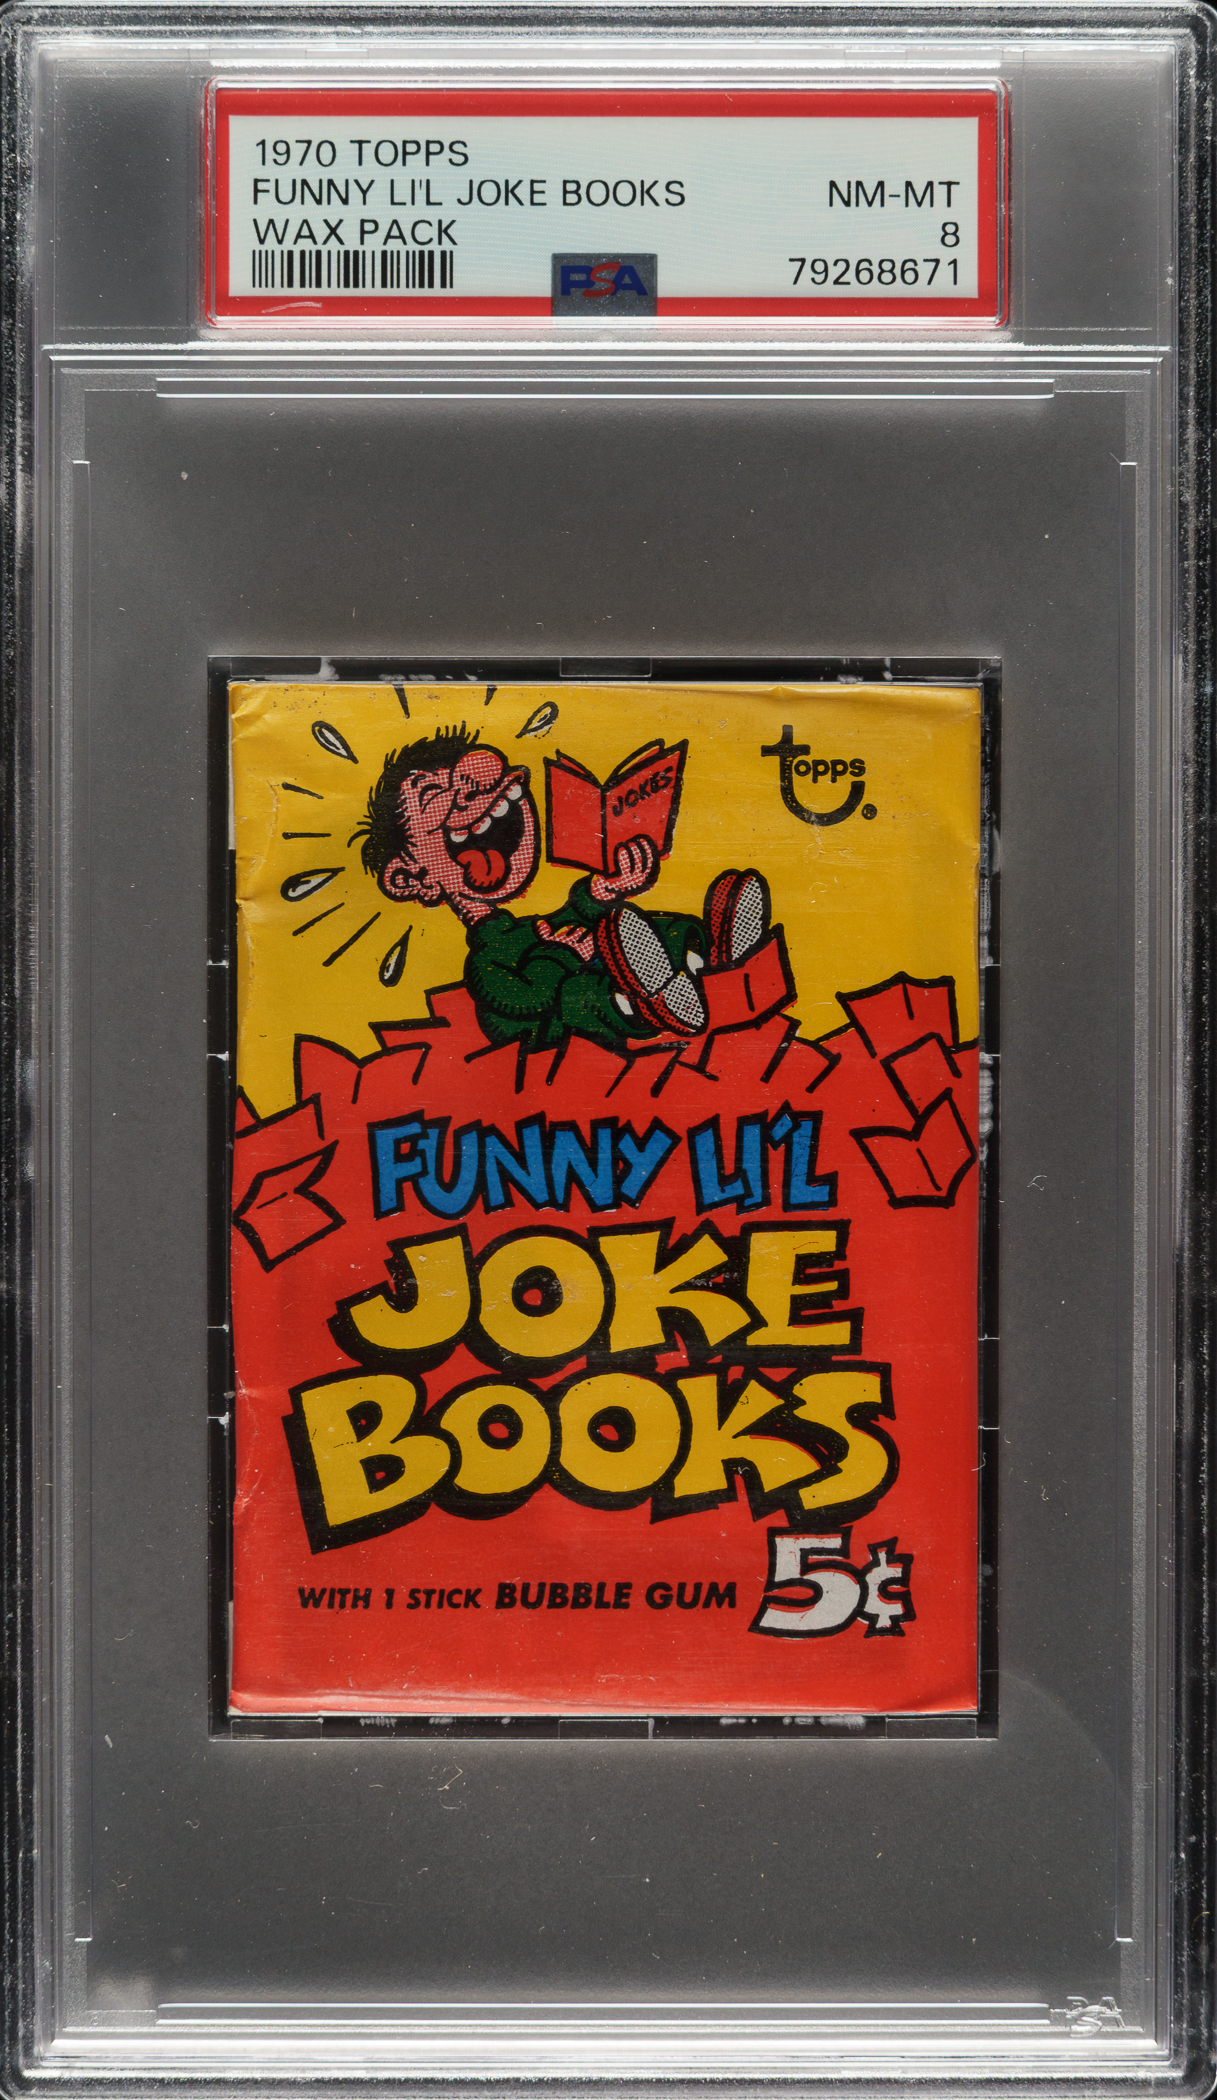 1970 TOPPS
FUNNY LI'L JOKE BOOKS NM-MT
WAX PACK 8
PSA 79268671
JOKES
Topps ®
FUNNY LI'L
JOKE
BOOKS
5¢
WITH 1 STICK BUBBLE GUM
PSA